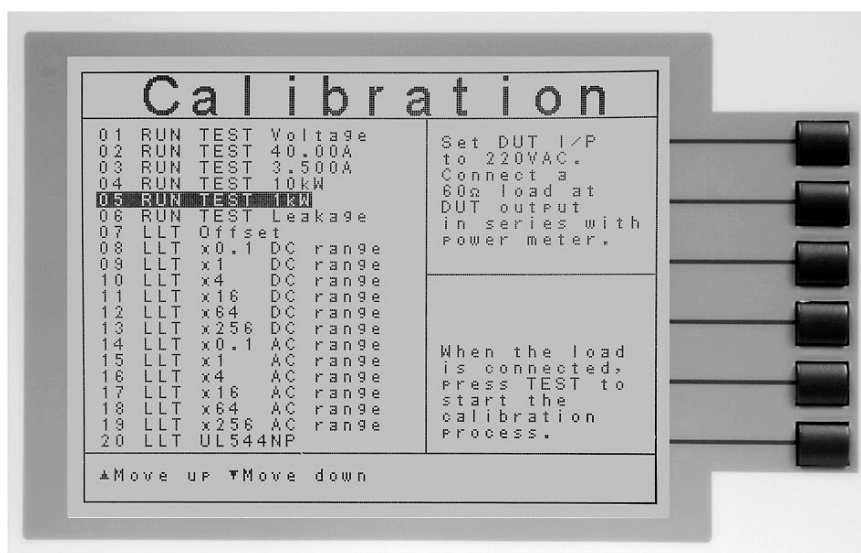 Calibration
01 RUN TEST Voltage
02 RUN TEST 40.00A
03 RUN TEST 3.500A
04 RUN TEST 10kW
05 RUN TEST 1kW
06 RUN TEST Leakage
07 LLT Offset
08 LLT x0.1 DC range
09 LLT x1 DC range
10 LLT x4 DC range
11 LLT x16 DC range
12 LLT x64 DC range
13 LLT x256 DC range
14 LLT x0.1 AC range
15 LLT x1 AC range
16 LLT x4 AC range
17 LLT x16 AC range
18 LLT x64 AC range
19 LLT x256 AC range
20 LLT UL544NP
Set DUT I/P
to 220VAC.
Connect a
60Ω load at
DUT output
in series with
power meter.
When the load
is connected,
press TEST to
start the
calibration
process.
▲Move up ▼Move down